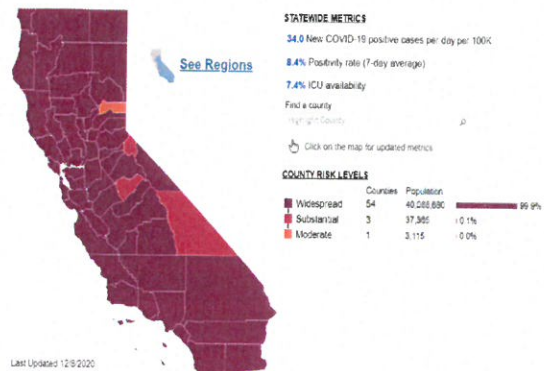 STATEWIDE METRICS
34.0 New COVID-19 positive cases per day per 100K
8.4% Positivity rate (7-day average)
7.4% ICU availability
See Regions
Find a county
Highlight County
Click on the map for updated metrics
COUNTY RISK LEVELS
Counties Population
Widespread 54 99.9%
Substantial 3 0.1%
Moderate 1 3,115 0.0%
Last Updated 12/8/2020